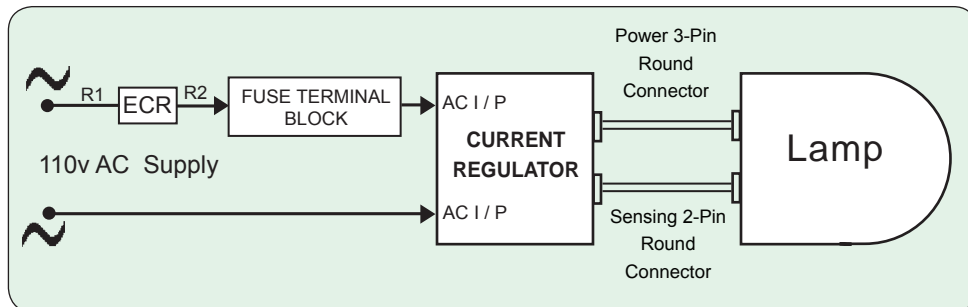 R1
ECR
R2
FUSE TERMINAL
BLOCK
110v AC Supply
AC I / P
CURRENT
REGULATOR
AC I / P
Power 3-Pin
Round
Connector
Sensing 2-Pin
Round
Connector
Lamp